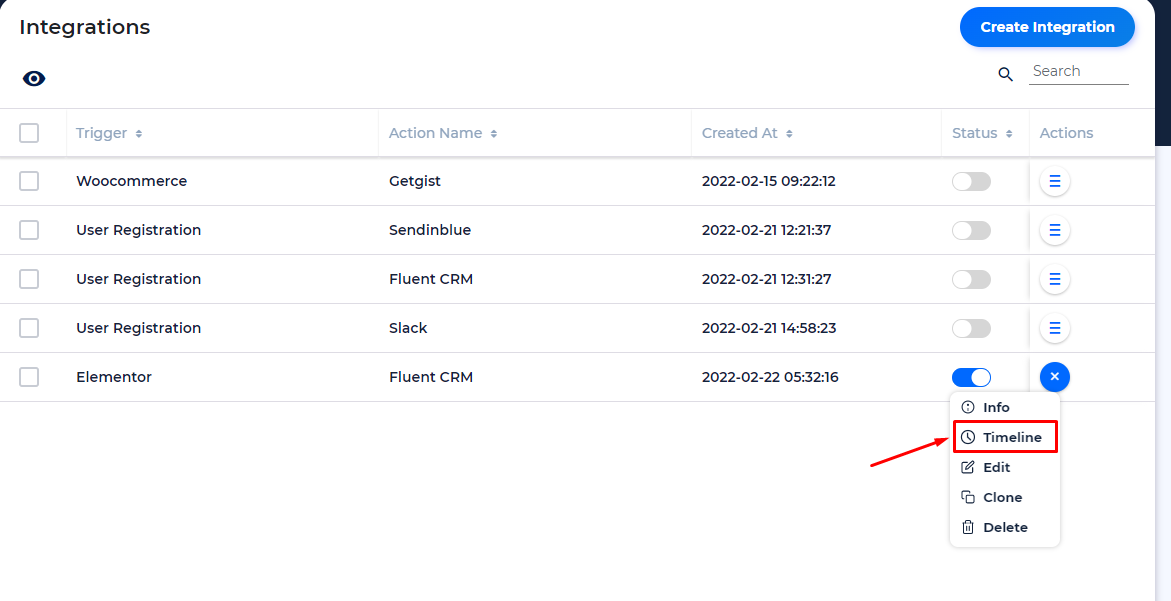 Integrations
Create Integration
Search
Trigger Action Name Created At Status Actions
Woocommerce Getgist 2022-02-15 09:22:12
User Registration Sendinblue 2022-02-21 12:21:37
User Registration Fluent CRM 2022-02-21 12:31:27
User Registration Slack 2022-02-21 14:58:23
Elementor Fluent CRM 2022-02-22 05:32:16
Info
Timeline
Edit
Clone
Delete